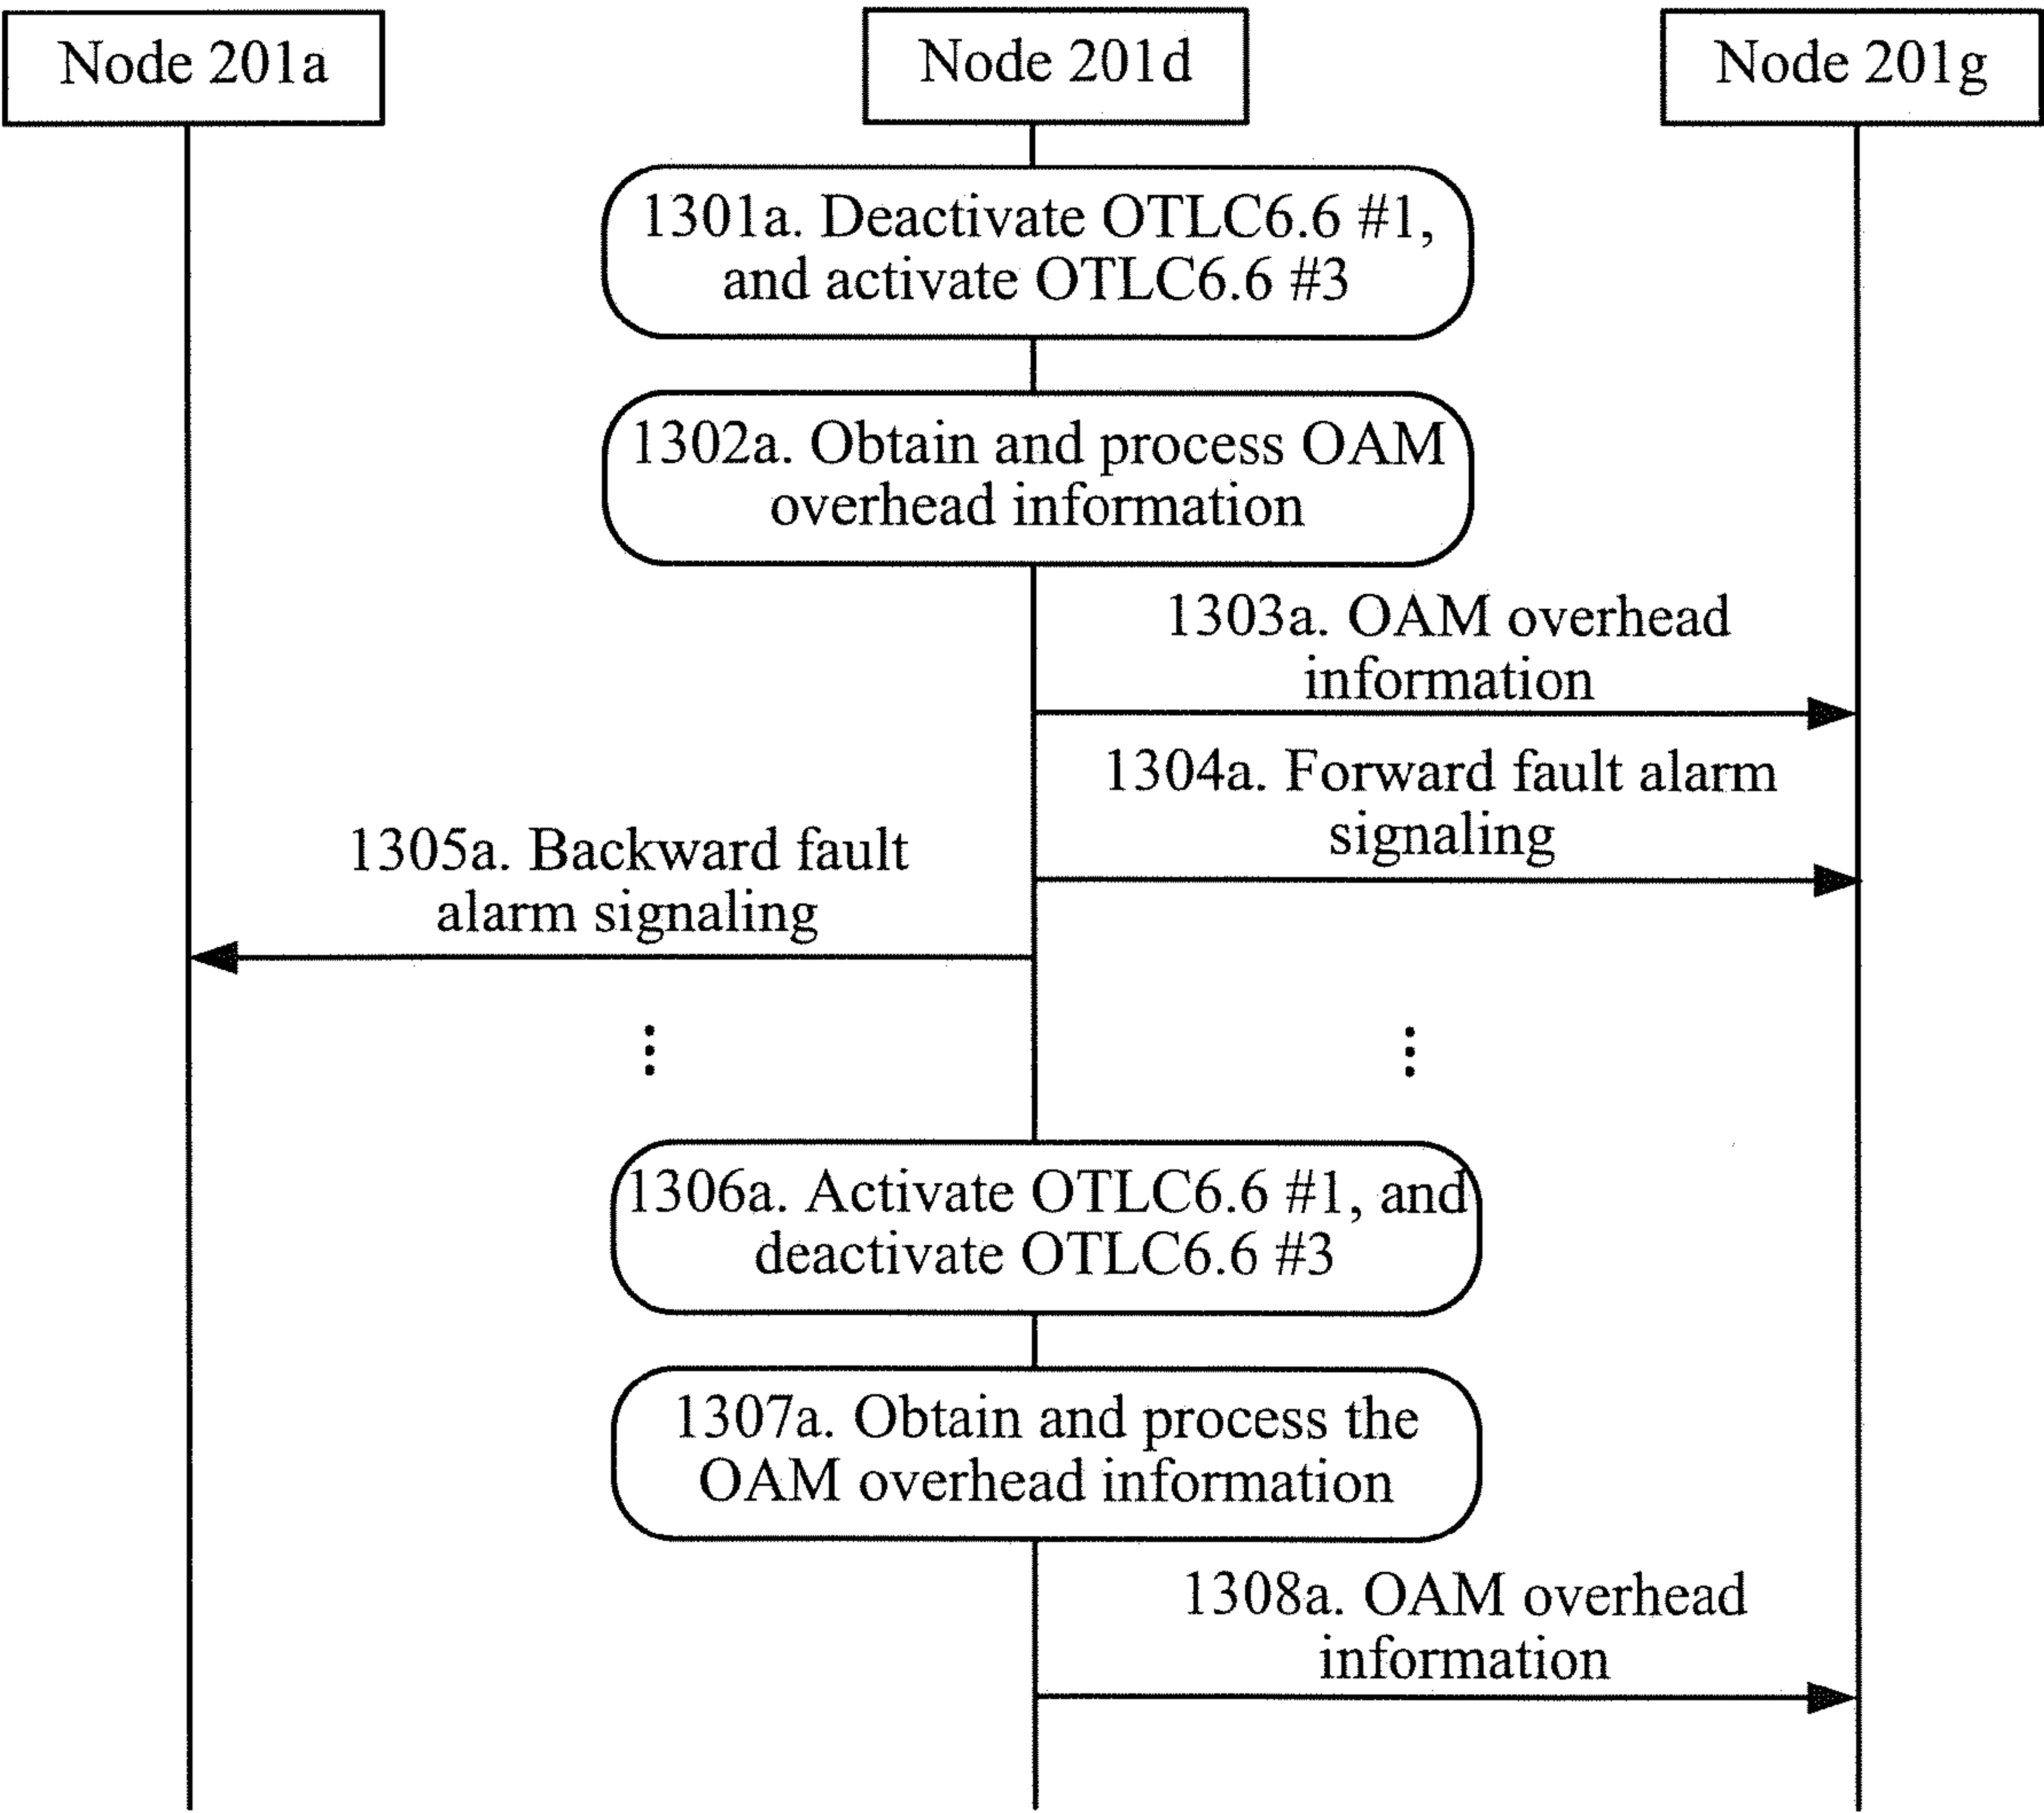 Node 201a
Node 201d
Node 201g
1301a. Deactivate OTLC6.6 #1,
and activate OTLC6.6 #3
1302a. Obtain and process OAM
overhead information
1303a. OAM overhead
information
1304a. Forward fault alarm
signaling
1305a. Backward fault
alarm signaling
1306a. Activate OTLC6.6 #1, and
deactivate OTLC6.6 #3
1307a. Obtain and process the
OAM overhead information
1308a. OAM overhead
information